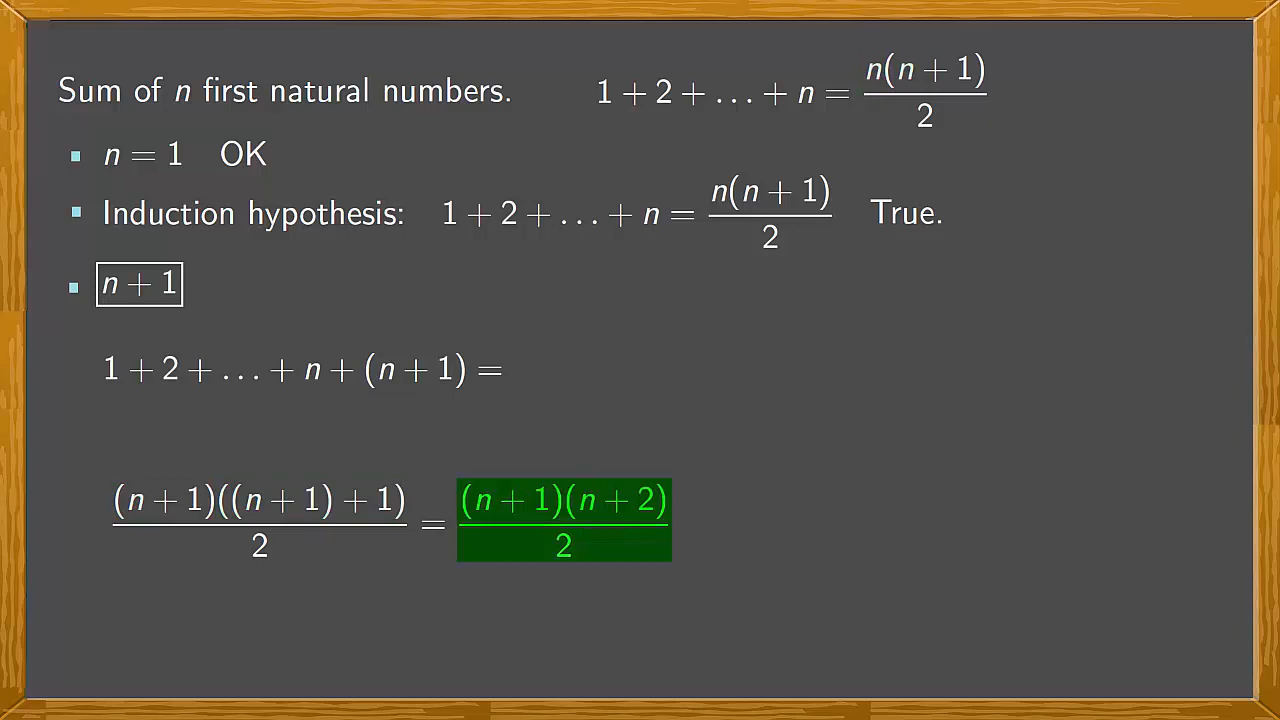 Sum of n first natural numbers. 1 + 2 + . . . + n = n(n + 1) / 2
▪ n = 1 OK
▪ Induction hypothesis: 1 + 2 + . . . + n = n(n + 1) / 2 True.
▪ n + 1
1 + 2 + . . . + n + (n + 1) =
(n + 1)((n + 1) + 1) / 2 = (n + 1)(n + 2) / 2